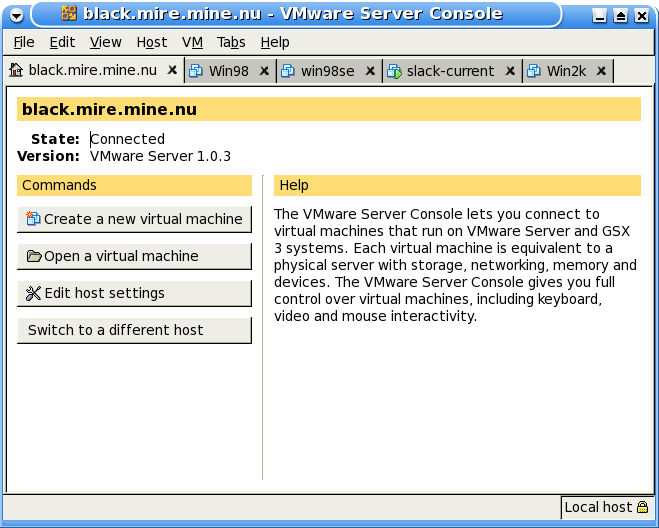 black.mire.mine.nu - VMware Server Console
File Edit View Host VM Tabs Help
black.mire.mine.nu Win98 win98se slack-current Win2k
black.mire.mine.nu
State: Connected
Version: VMware Server 1.0.3
Commands
Create a new virtual machine
Open a virtual machine
Edit host settings
Switch to a different host
Help
The VMware Server Console lets you connect to
virtual machines that run on VMware Server and GSX
3 systems. Each virtual machine is equivalent to a
physical server with storage, networking, memory and
devices. The VMware Server Console gives you full
control over virtual machines, including keyboard,
video and mouse interactivity.
Local host